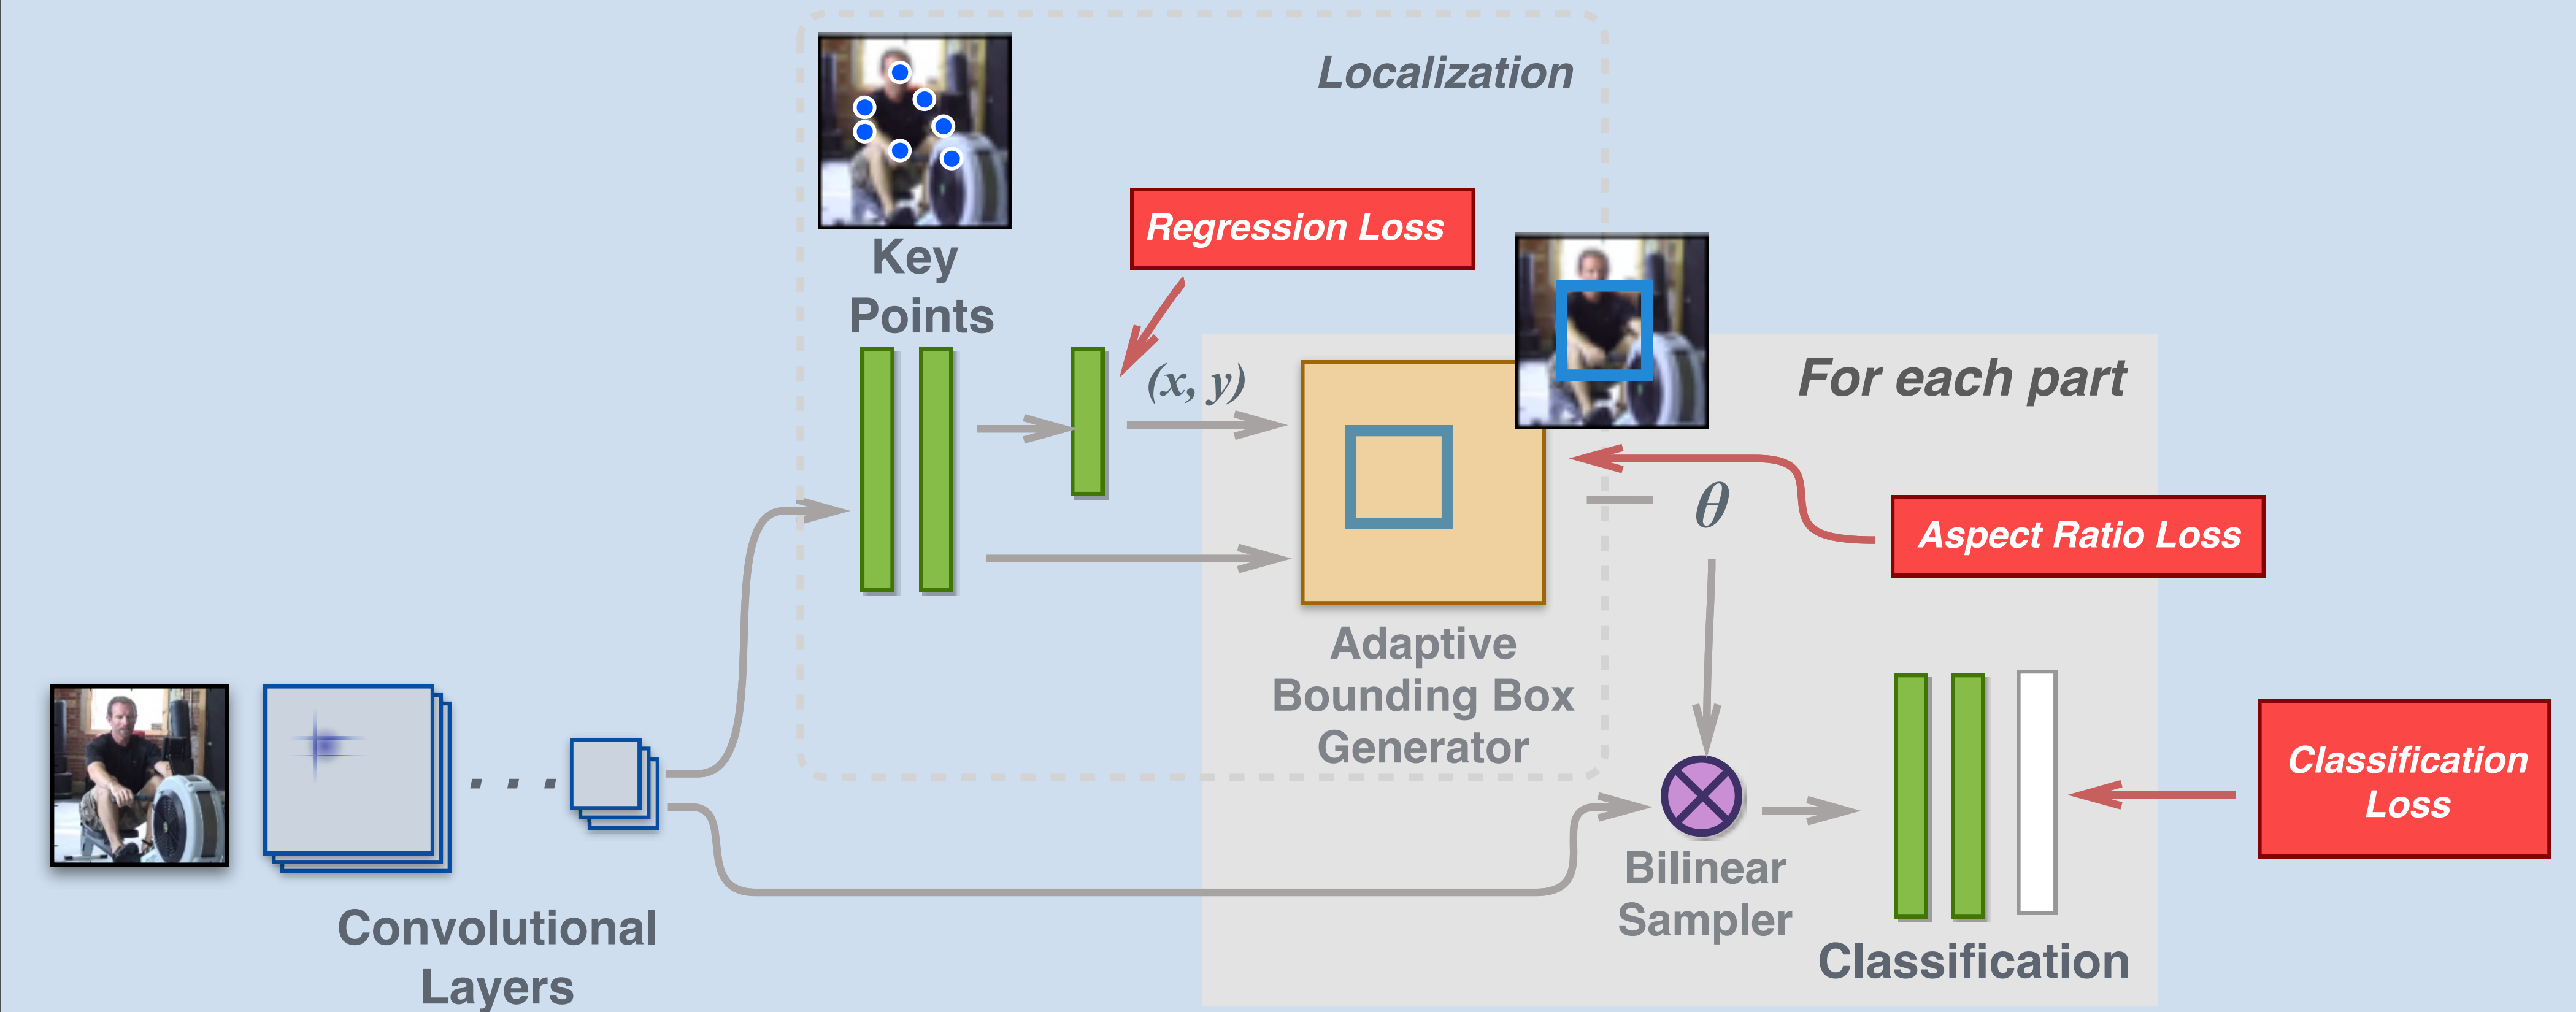 Localization
Key
Points
Regression Loss
(x, y)
For each part
θ
Aspect Ratio Loss
Adaptive
Bounding Box
Generator
. . .
Convolutional
Layers
Bilinear
Sampler
Classification
Classification
Loss